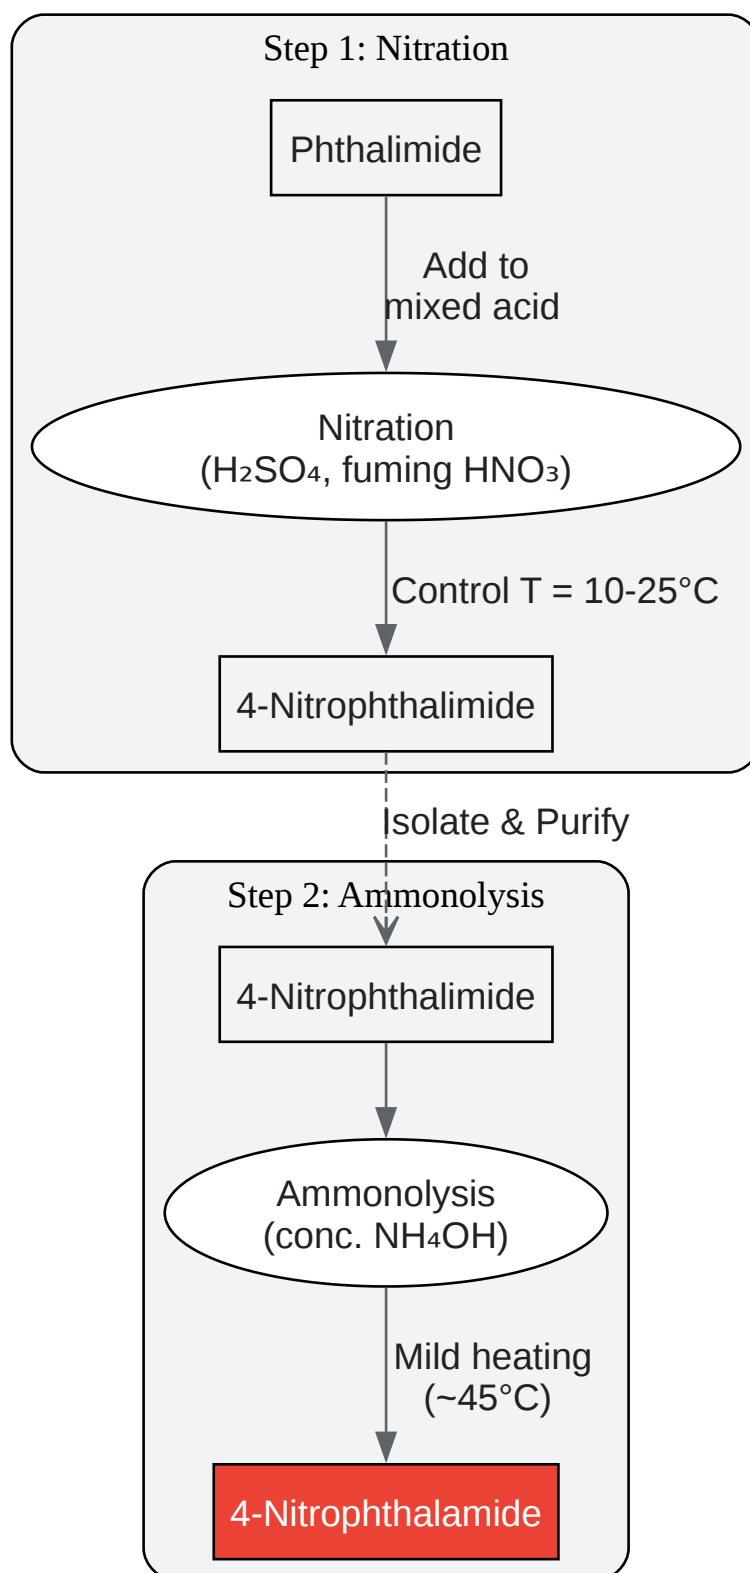 Step 1: Nitration
Phthalimide
Add to
mixed acid
Nitration
(H₂SO₄, fuming HNO₃)
Control T = 10-25°C
4-Nitrophthalimide
Isolate & Purify
Step 2: Ammonolysis
4-Nitrophthalimide
Ammonolysis
(conc. NH₄OH)
Mild heating
(~45°C)
4-Nitrophthalamide